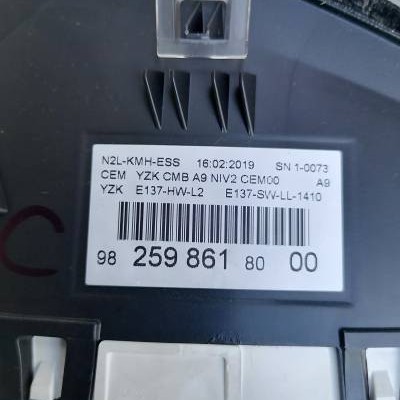 N2L-KMH-ESS 16:02:2019 SN 1-0073
CEM YZK CMB A9 NIV2 CEM00 A9
YZK E137-HW-L2 E137-SW-LL-1410
98 259 861 80 00
C